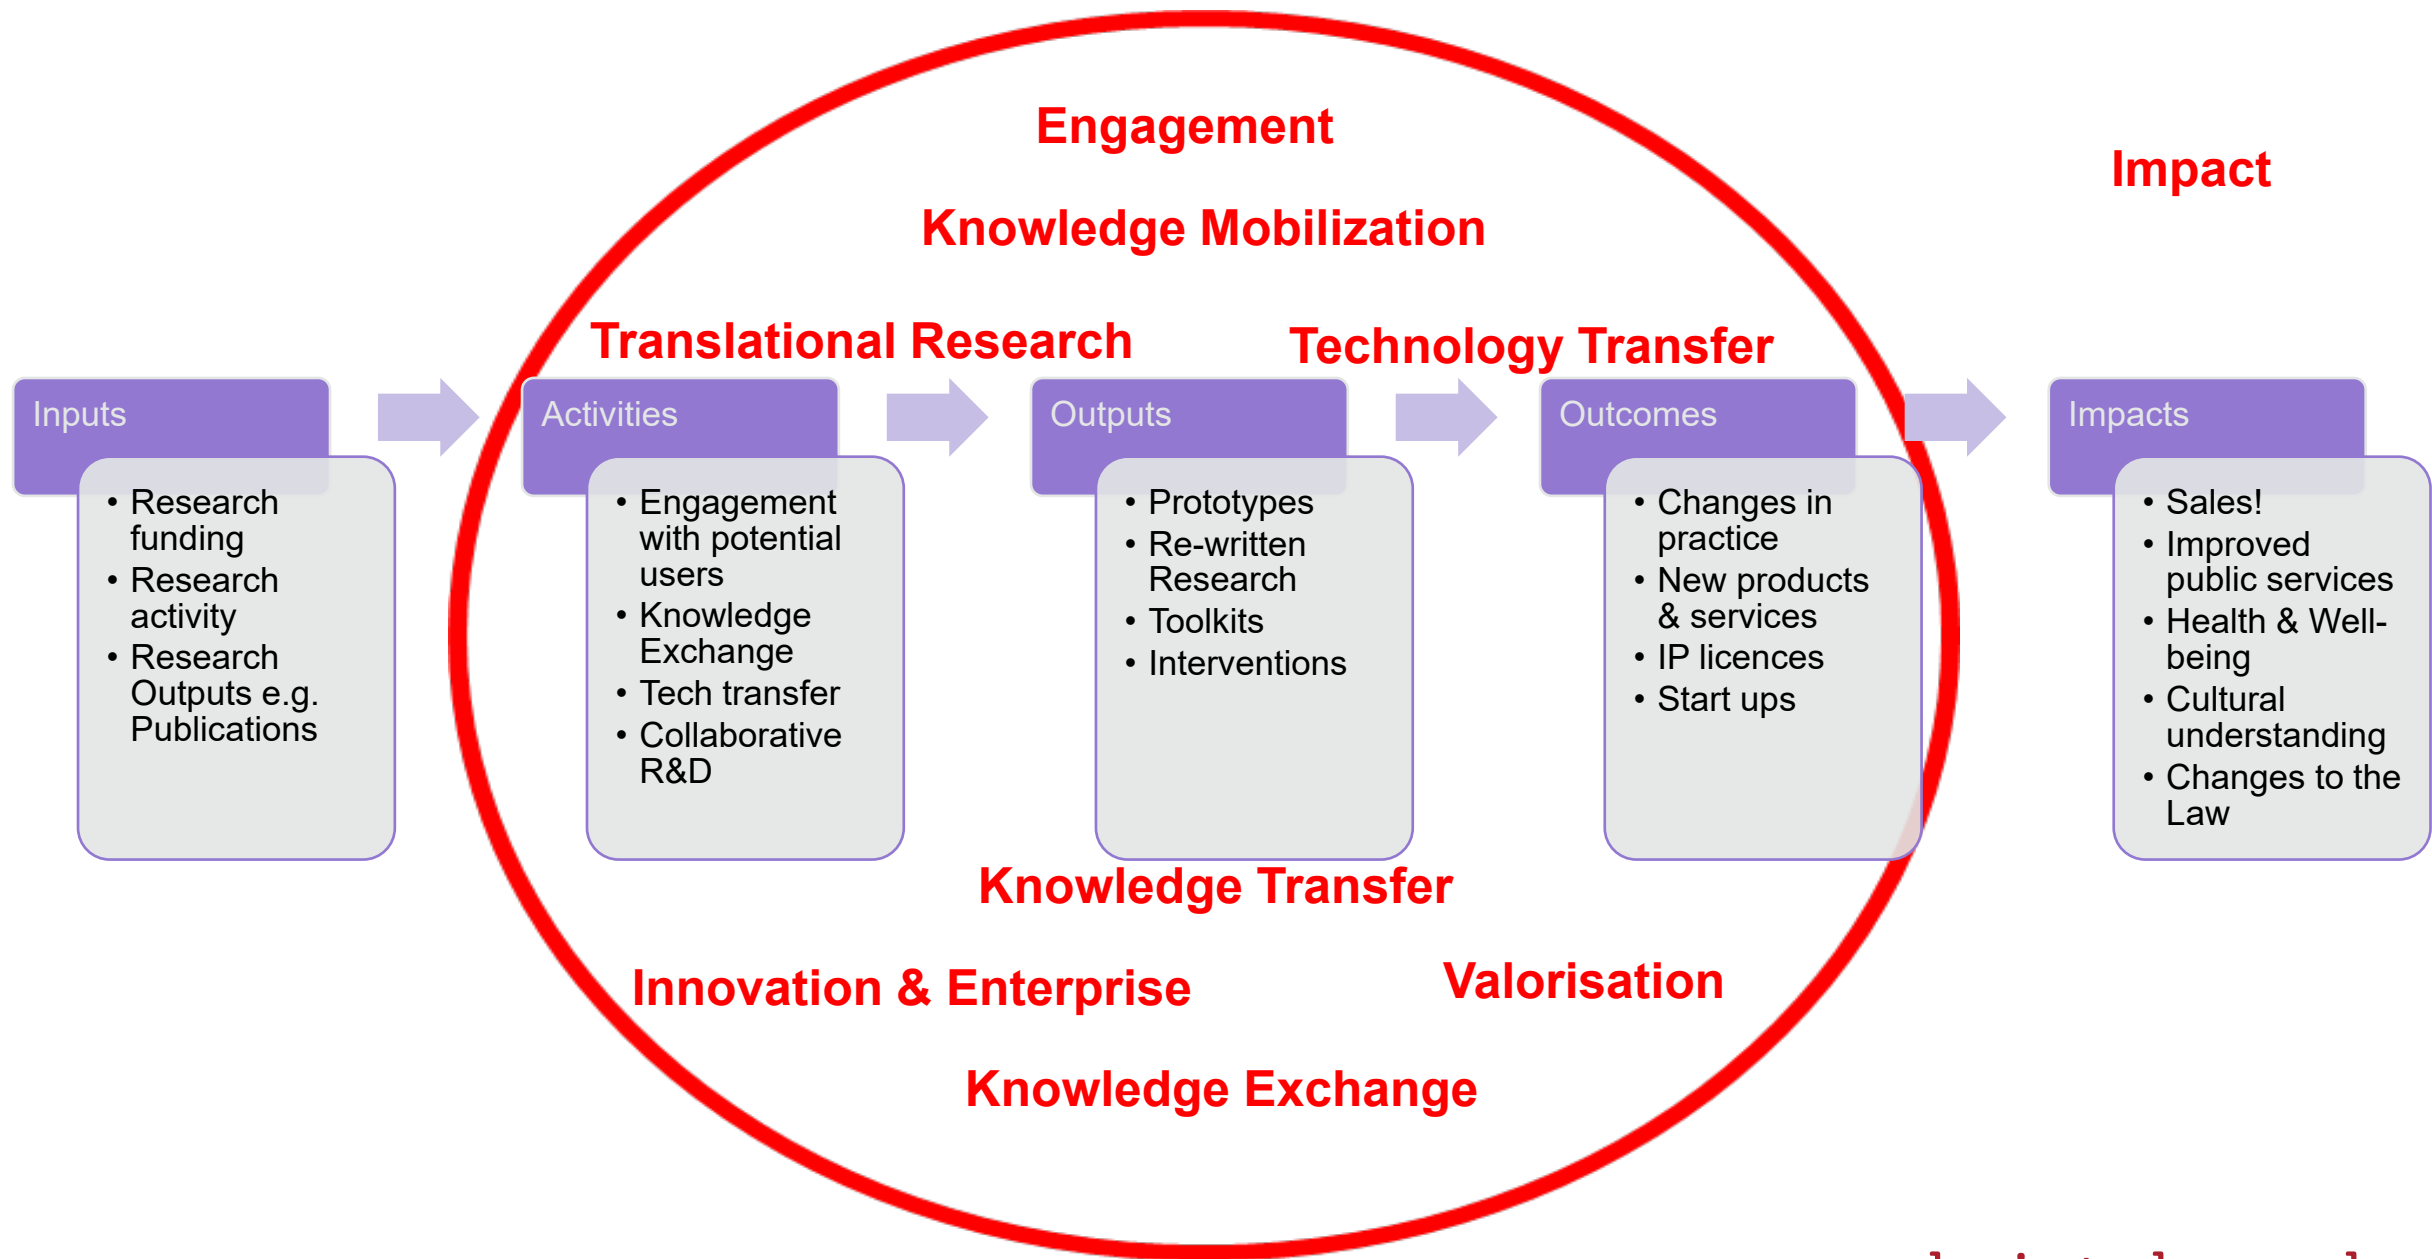 Engagement
Impact
Knowledge Mobilization
Translational Research
Technology Transfer
Inputs
• Research
funding
• Research
activity
• Research
Outputs e.g.
Publications
Activities
• Engagement
with potential
users
• Knowledge
Exchange
• Tech transfer
• Collaborative
R&D
Outputs
• Prototypes
• Re-written
Research
• Toolkits
• Interventions
Outcomes
• Changes in
practice
• New products
& services
• IP licences
• Start ups
Impacts
• Sales!
• Improved
public services
• Health & Well-
being
• Cultural
understanding
• Changes to the
Law
Knowledge Transfer
Innovation & Enterprise
Valorisation
Knowledge Exchange